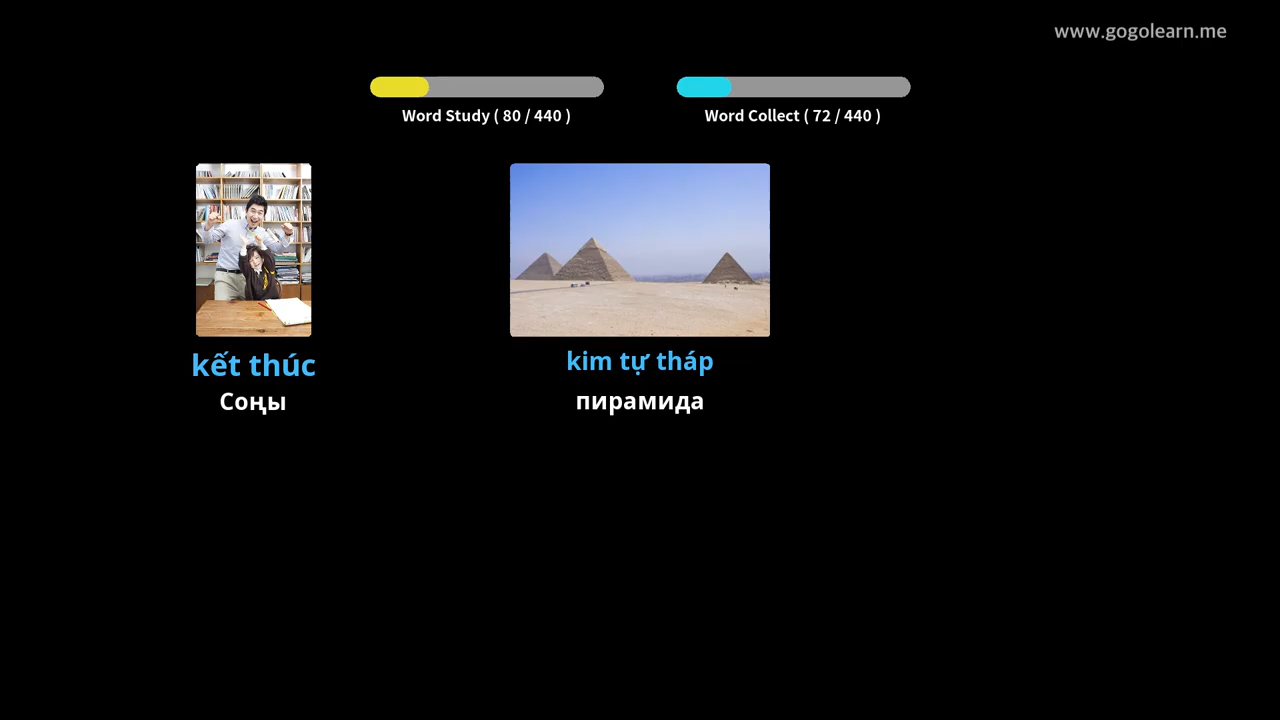 www.gogolearn.me
Word Study ( 80 / 440 )
Word Collect ( 72 / 440 )
kết thúc
Соңы
kim tự tháp
пирамида